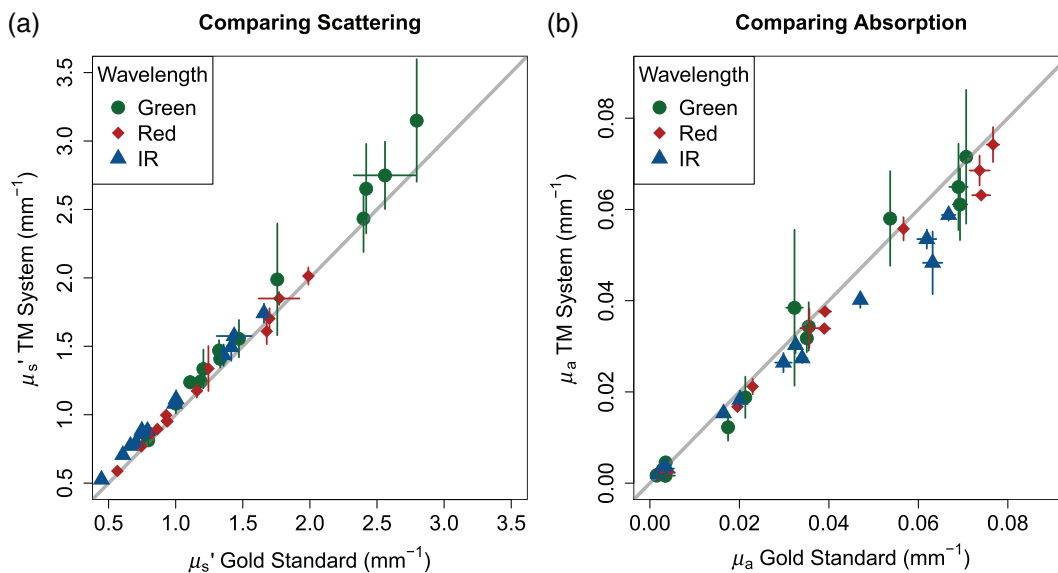 (a)
Comparing Scattering
Wavelength
Green
Red
IR
3.5
3.0
2.5
2.0
1.5
1.0
0.5
μs' TM System (mm−1)
0.5 1.0 1.5 2.0 2.5 3.0 3.5
μs' Gold Standard (mm−1)
(b)
Comparing Absorption
Wavelength
Green
Red
IR
0.08
0.06
0.04
0.02
0.00
μa TM System (mm−1)
0.00 0.02 0.04 0.06 0.08
μa Gold Standard (mm−1)